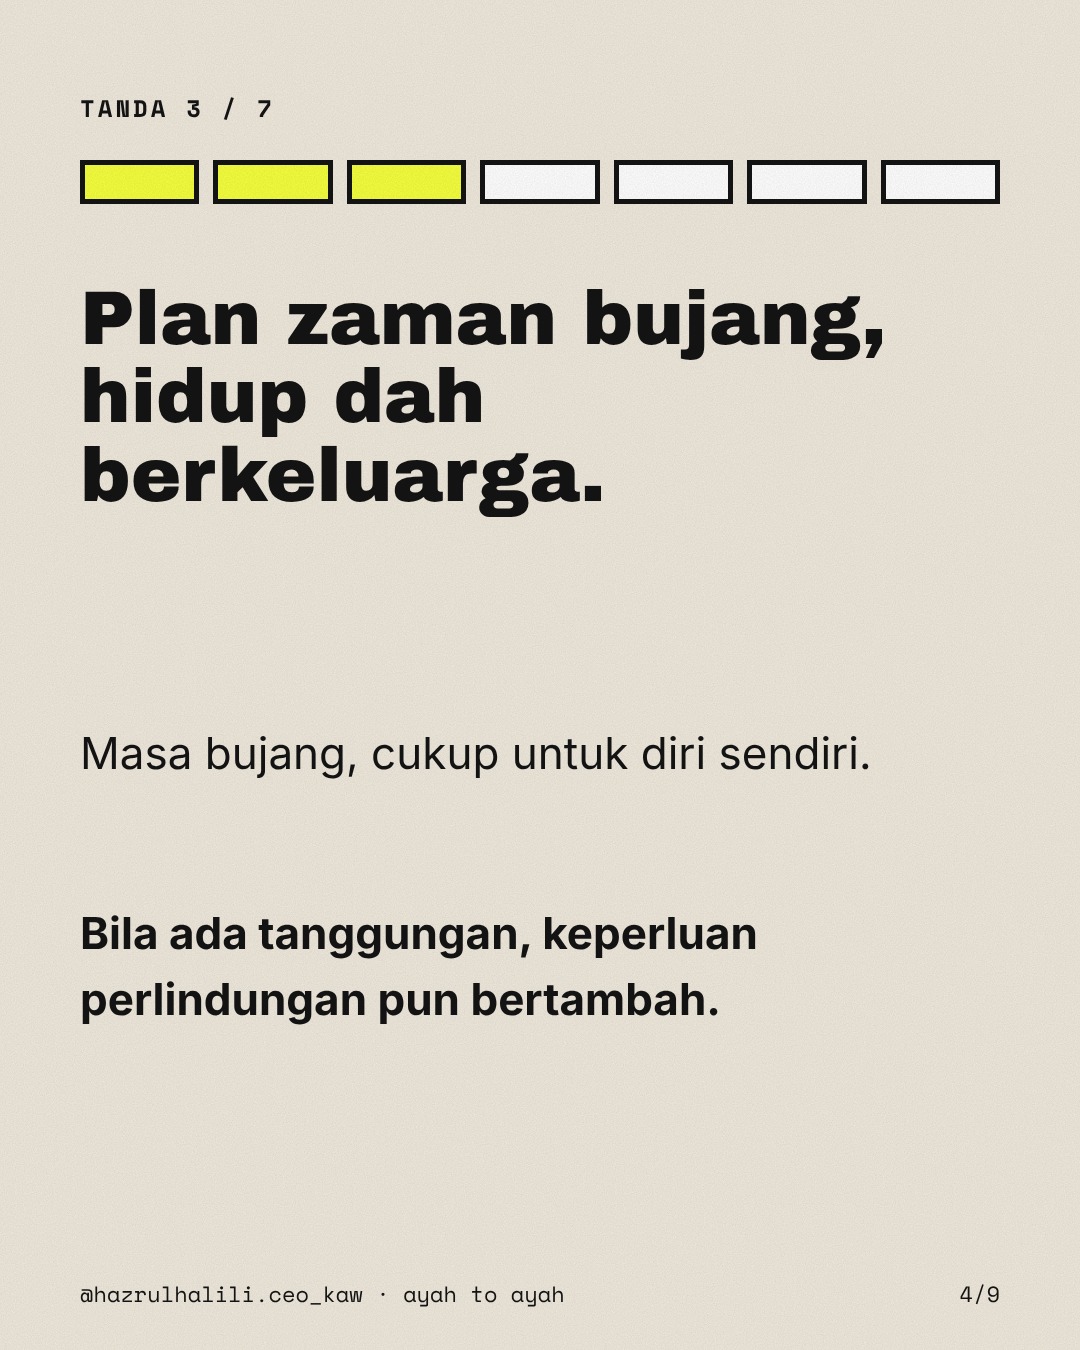 TANDA 3 / 7
Plan zaman bujang,
hidup dah
berkeluarga.
Masa bujang, cukup untuk diri sendiri.
Bila ada tanggungan, keperluan
perlindungan pun bertambah.
@hazrulhalili.ceo_kaw · ayah to ayah
4/9